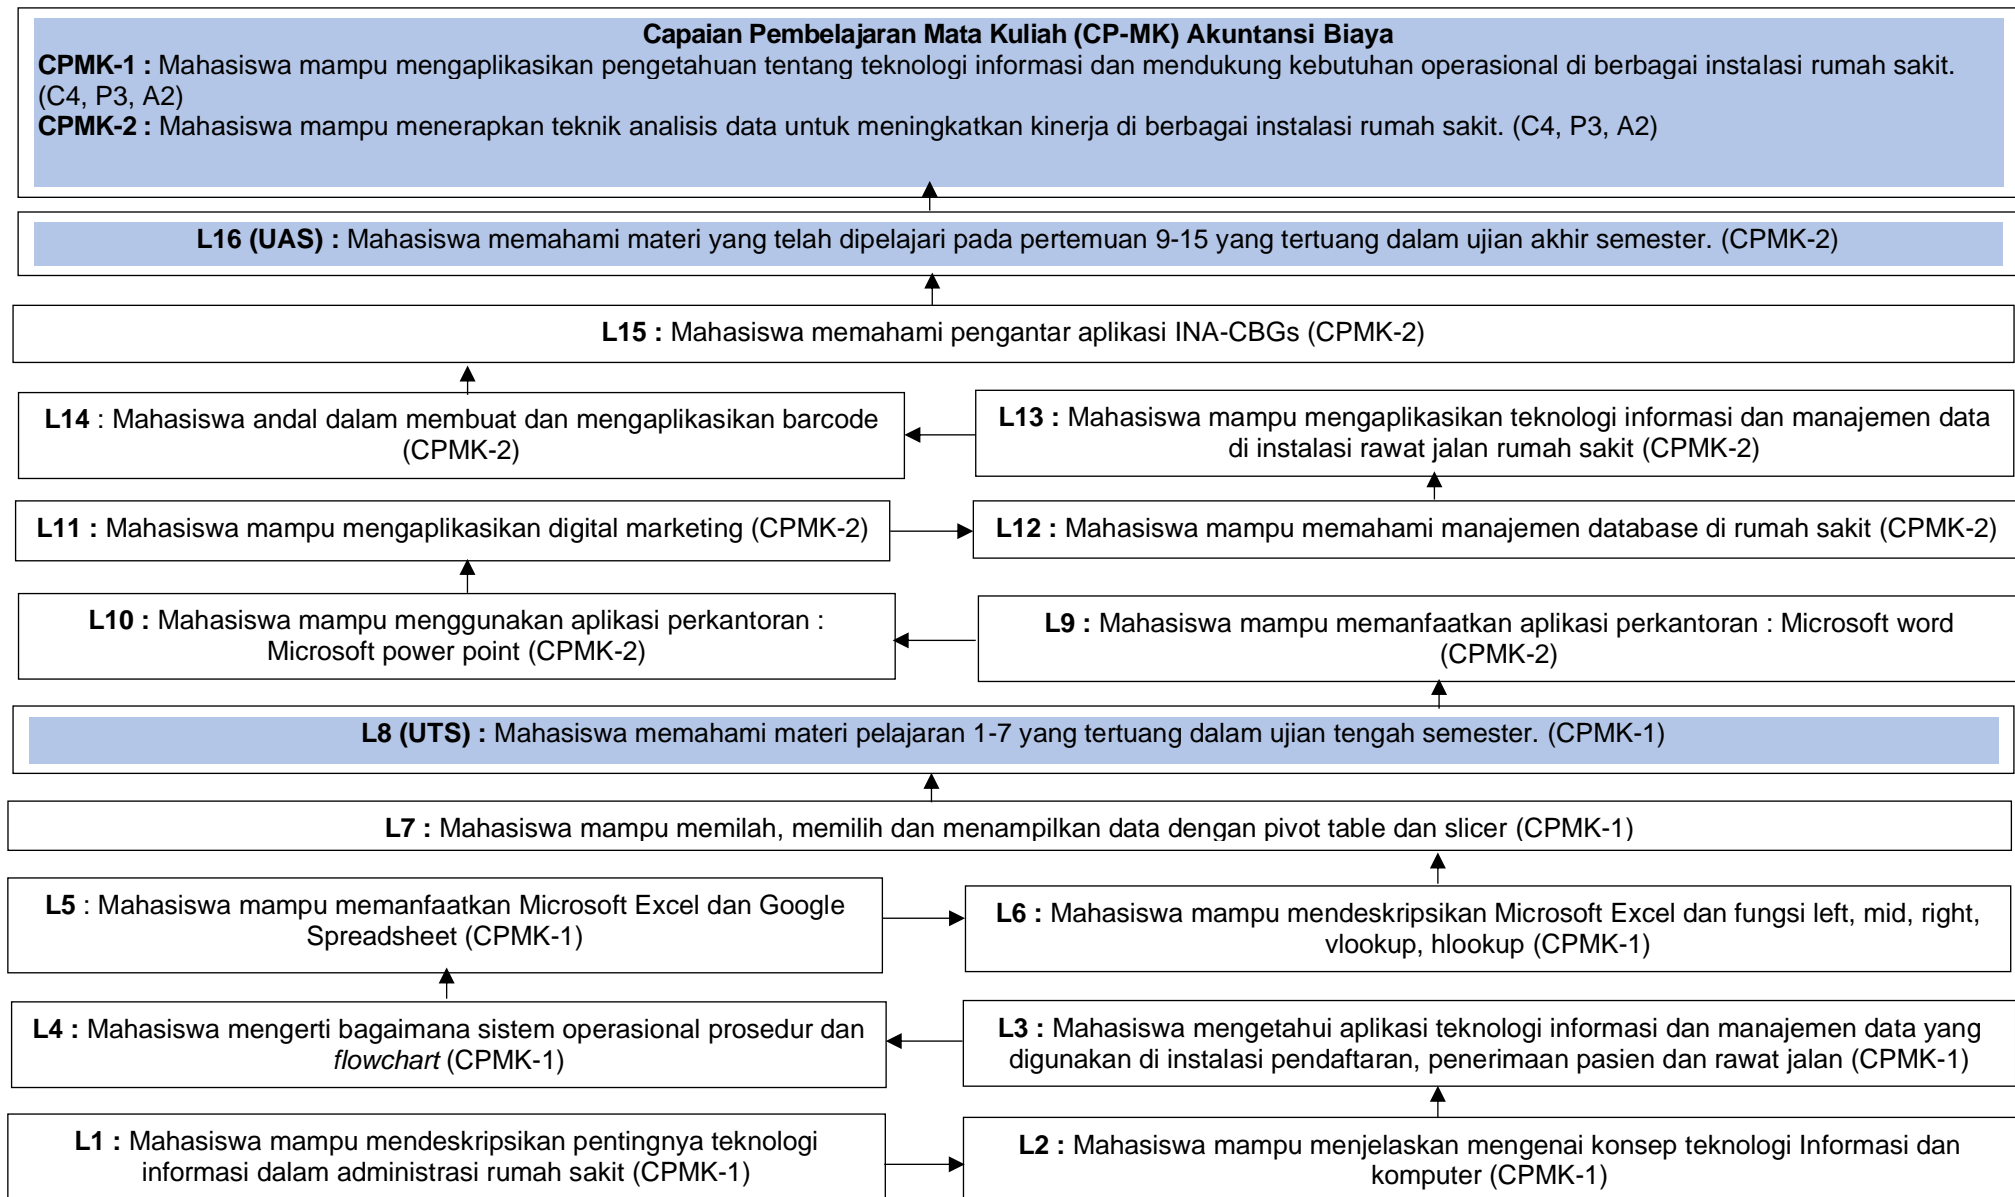 Capaian Pembelajaran Mata Kuliah (CP-MK) Akuntansi Biaya
CPMK-1 : Mahasiswa mampu mengaplikasikan pengetahuan tentang teknologi informasi dan mendukung kebutuhan operasional di berbagai instalasi rumah sakit.
(C4, P3, A2)
CPMK-2 : Mahasiswa mampu menerapkan teknik analisis data untuk meningkatkan kinerja di berbagai instalasi rumah sakit. (C4, P3, A2)
L16 (UAS) : Mahasiswa memahami materi yang telah dipelajari pada pertemuan 9-15 yang tertuang dalam ujian akhir semester. (CPMK-2)
L15 : Mahasiswa memahami pengantar aplikasi INA-CBGs (CPMK-2)
L14 : Mahasiswa andal dalam membuat dan mengaplikasikan barcode
(CPMK-2)
L13 : Mahasiswa mampu mengaplikasikan teknologi informasi dan manajemen data
di instalasi rawat jalan rumah sakit (CPMK-2)
L11 : Mahasiswa mampu mengaplikasikan digital marketing (CPMK-2)
L12 : Mahasiswa mampu memahami manajemen database di rumah sakit (CPMK-2)
L10 : Mahasiswa mampu menggunakan aplikasi perkantoran :
Microsoft power point (CPMK-2)
L9 : Mahasiswa mampu memanfaatkan aplikasi perkantoran : Microsoft word
(CPMK-2)
L8 (UTS) : Mahasiswa memahami materi pelajaran 1-7 yang tertuang dalam ujian tengah semester. (CPMK-1)
L7 : Mahasiswa mampu memilah, memilih dan menampilkan data dengan pivot table dan slicer (CPMK-1)
L5 : Mahasiswa mampu memanfaatkan Microsoft Excel dan Google
Spreadsheet (CPMK-1)
L6 : Mahasiswa mampu mendeskripsikan Microsoft Excel dan fungsi left, mid, right,
vlookup, hlookup (CPMK-1)
L4 : Mahasiswa mengerti bagaimana sistem operasional prosedur dan
flowchart (CPMK-1)
L3 : Mahasiswa mengetahui aplikasi teknologi informasi dan manajemen data yang
digunakan di instalasi pendaftaran, penerimaan pasien dan rawat jalan (CPMK-1)
L1 : Mahasiswa mampu mendeskripsikan pentingnya teknologi
informasi dalam administrasi rumah sakit (CPMK-1)
L2 : Mahasiswa mampu menjelaskan mengenai konsep teknologi Informasi dan
komputer (CPMK-1)